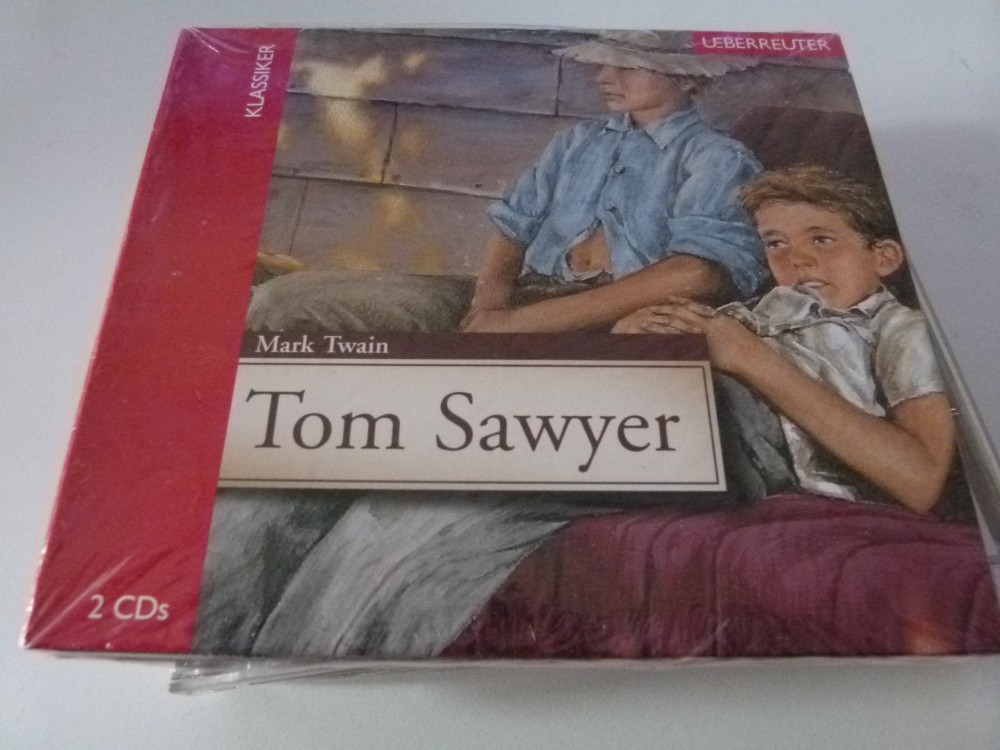 KLASSIKER
UEBERREUTER
Mark Twain
Tom Sawyer
2 CDs